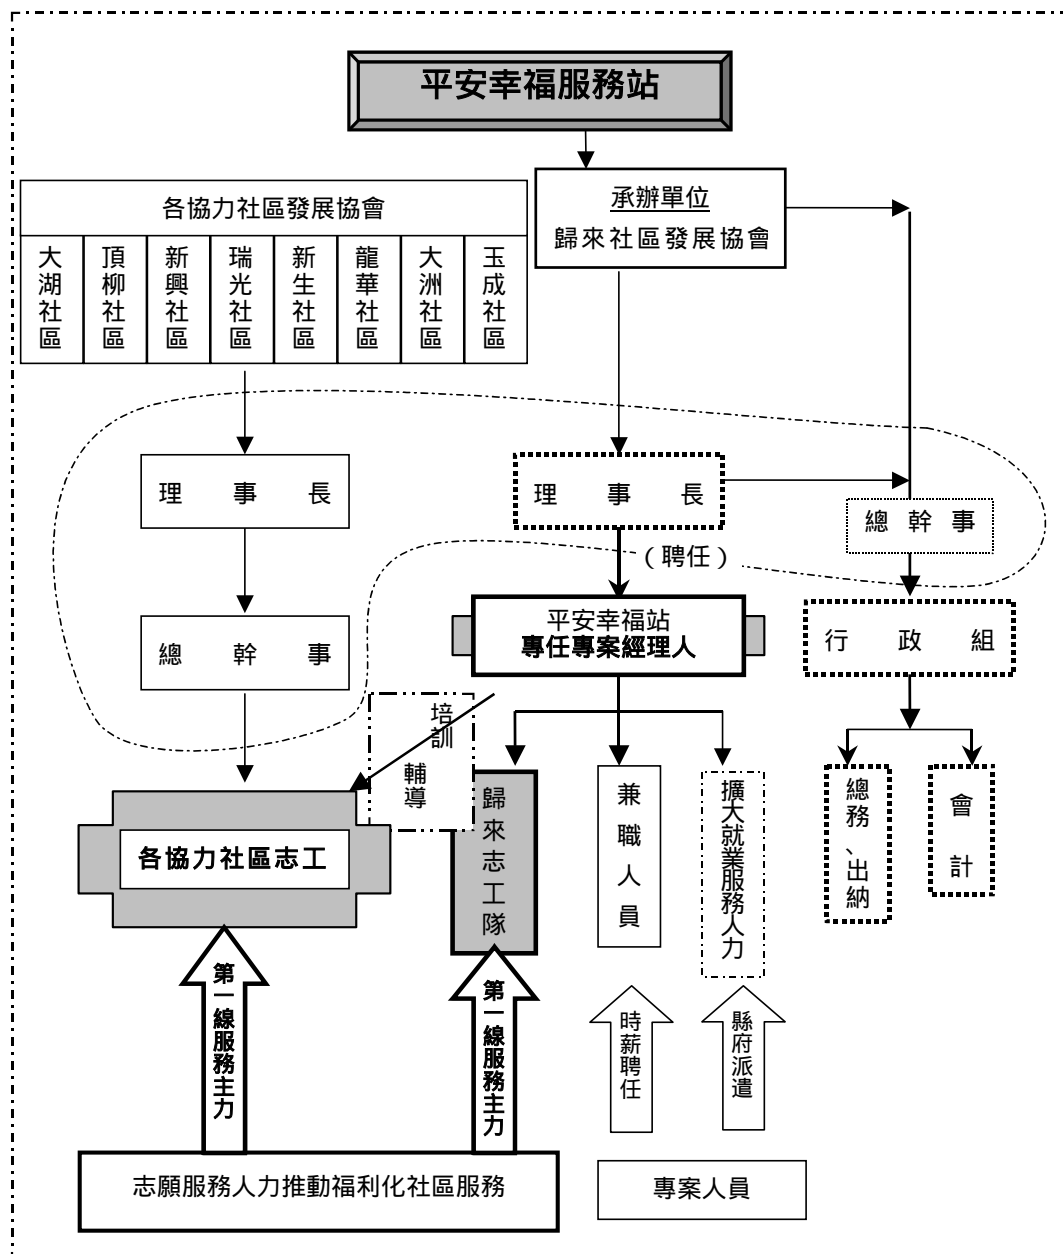 平安幸福服務站
承辦單位
歸來社區發展協會
各協力社區發展協會
大湖社區
頂柳社區
新興社區
瑞光社區
新生社區
龍華社區
大洲社區
玉成社區
理事長
理事長
總幹事
（聘任）
平安幸福站
專任專案經理人
行政組
總幹事
培訓
輔導
各協力社區志工
歸來志工隊
兼職人員
擴大就業服務人力
總務、出納
會計
第一線服務主力
第一線服務主力
時薪聘任
縣府派遣
志願服務人力推動福利化社區服務
專案人員